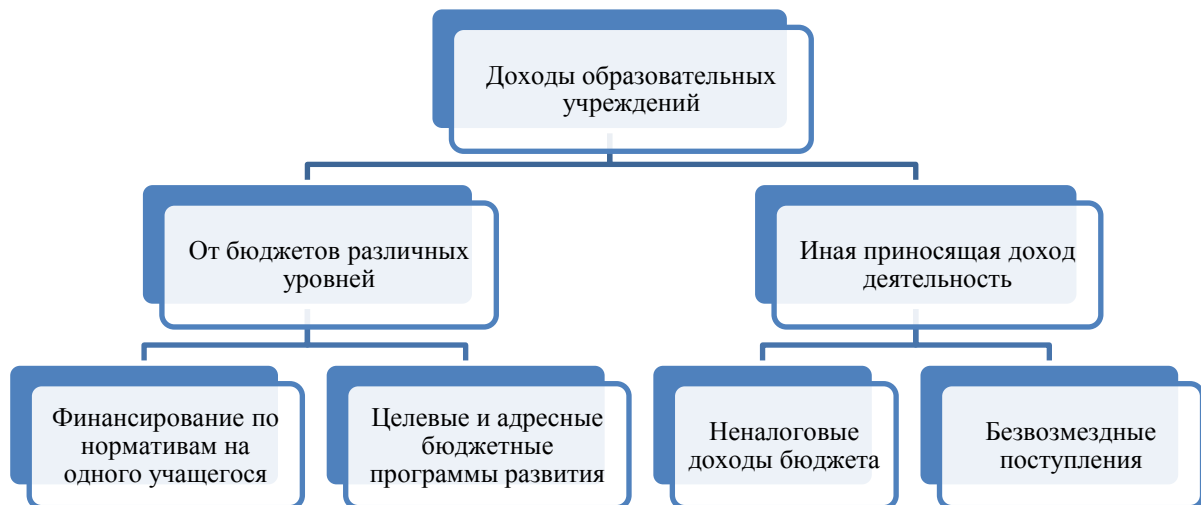 Доходы образовательных
учреждений
От бюджетов различных
уровней
Иная приносящая доход
деятельность
Финансирование по
нормативам на
одного учащегося
Целевые и адресные
бюджетные
программы развития
Неналоговые
доходы бюджета
Безвозмездные
поступления